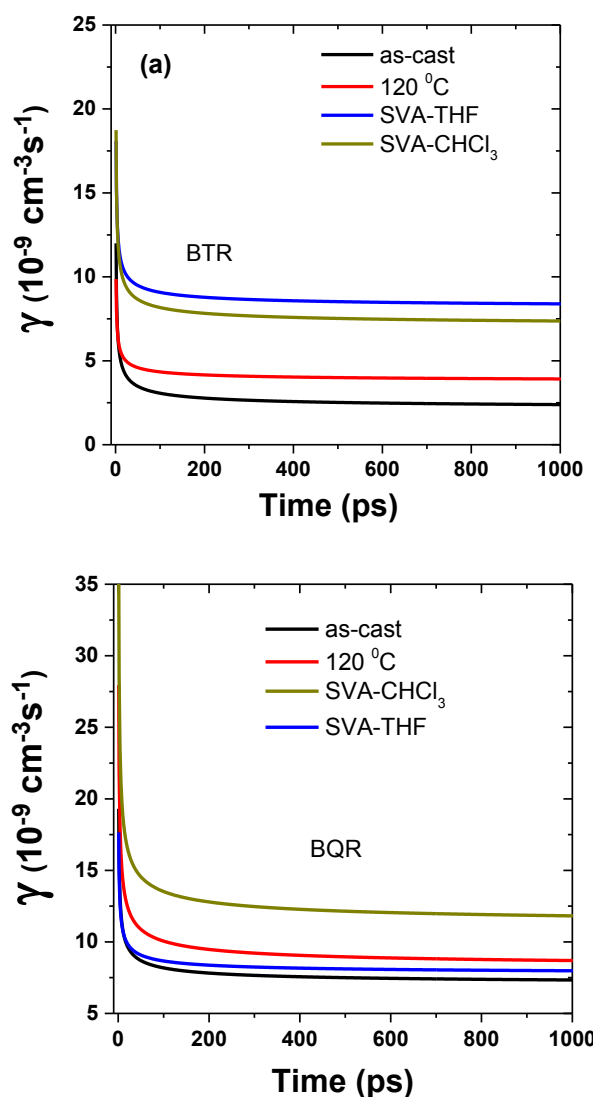 25
20
15
10
5
0
γ (10⁻⁹ cm⁻³s⁻¹)
(a)
as-cast
120 ⁰C
SVA-THF
SVA-CHCl₃
BTR
0 200 400 600 800 1000
Time (ps)
35
30
25
20
15
10
5
γ (10⁻⁹ cm⁻³s⁻¹)
as-cast
120 ⁰C
SVA-CHCl₃
SVA-THF
BQR
0 200 400 600 800 1000
Time (ps)